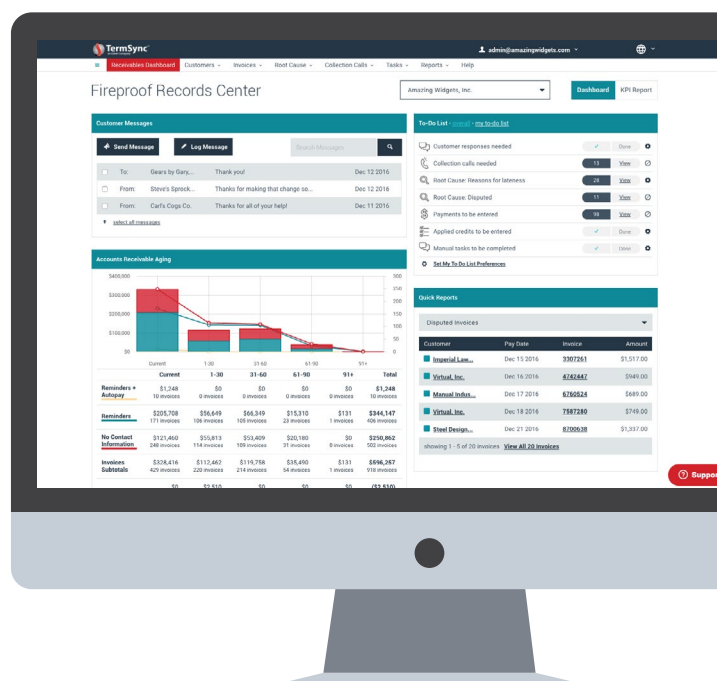 TermSync
admin@amazingwidgets.com
Receivables Dashboard Customers Invoices Root Cause Collection Calls Tasks Reports Help
Fireproof Records Center
Amazing Widgets, Inc.
Dashboard KPI Report
Customer Messages
Send Message Log Message Search Messages
To: Gears by Gary,... Thank you! Dec 12 2016
From: Steve's Sprock... Thanks for making that change so... Dec 12 2016
From: Carl's Cogs Co. Thanks for all of your help! Dec 11 2016
select all messages
To-Do List - overall - my to-do list
Customer responses needed Done
Collection calls needed 13 View
Root Cause: Reasons for lateness 28 View
Root Cause: Disputed 11 View
Payments to be entered View
Applied credits to be entered Done
Manual tasks to be completed Done
Set My To Do List Preferences
Accounts Receivable Aging
$400,000 300
250
$300,000
200
$200,000 150
100
$100,000
50
$0 0
Current 1-30 31-60 61-90 91+
Current 1-30 31-60 61-90 91+ Total
Reminders + Autopay $1,248 $0 $0 $0 $0 $1,248
10 invoices 0 invoices 0 invoices 0 invoices 0 invoices 10 invoices
Reminders $205,708 $56,649 $66,349 $15,310 $131 $344,147
171 invoices 106 invoices 105 invoices 23 invoices 1 invoices 406 invoices
No Contact Information $121,460 $55,813 $53,409 $20,180 $0 $250,862
248 invoices 114 invoices 109 invoices 31 invoices 0 invoices 502 invoices
Invoices Subtotals $328,416 $112,462 $119,758 $35,490 $131 $596,257
429 invoices 220 invoices 214 invoices 54 invoices 1 invoices 918 invoices
$0 $2,510 $0 $0 $0 ($2,510)
Quick Reports
Disputed Invoices
Customer Pay Date Invoice Amount
Imperial Law... Dec 15 2016 3307261 $1,517.00
Virtual, Inc. Dec 16 2016 4742447 $949.00
Manual Indus... Dec 17 2016 6760524 $689.00
Virtual, Inc. Dec 18 2016 7587280 $749.00
Steel Design... Dec 21 2016 8700638 $1,337.00
showing 1 - 5 of 20 invoices View All 20 Invoices
Suppor